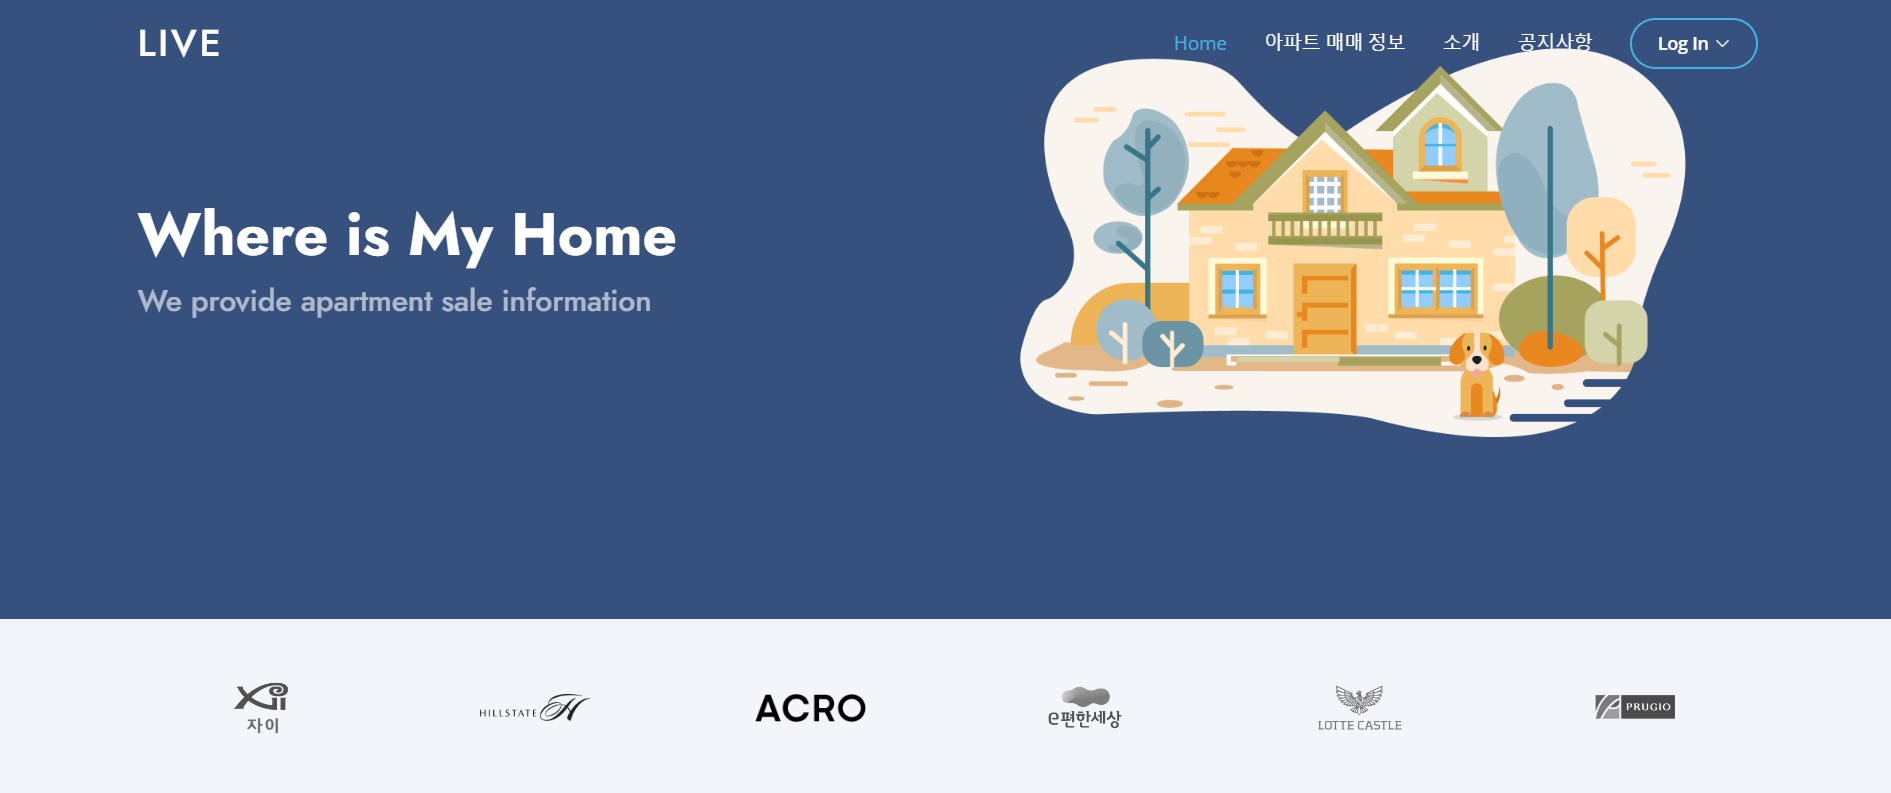 LIVE
Home 아파트 매매 정보 소개 공지사항 Log In
Where is My Home
We provide apartment sale information
Xii 자이
HILLSTATE H
ACRO
e편한세상
LOTTE CASTLE
PRUGIO